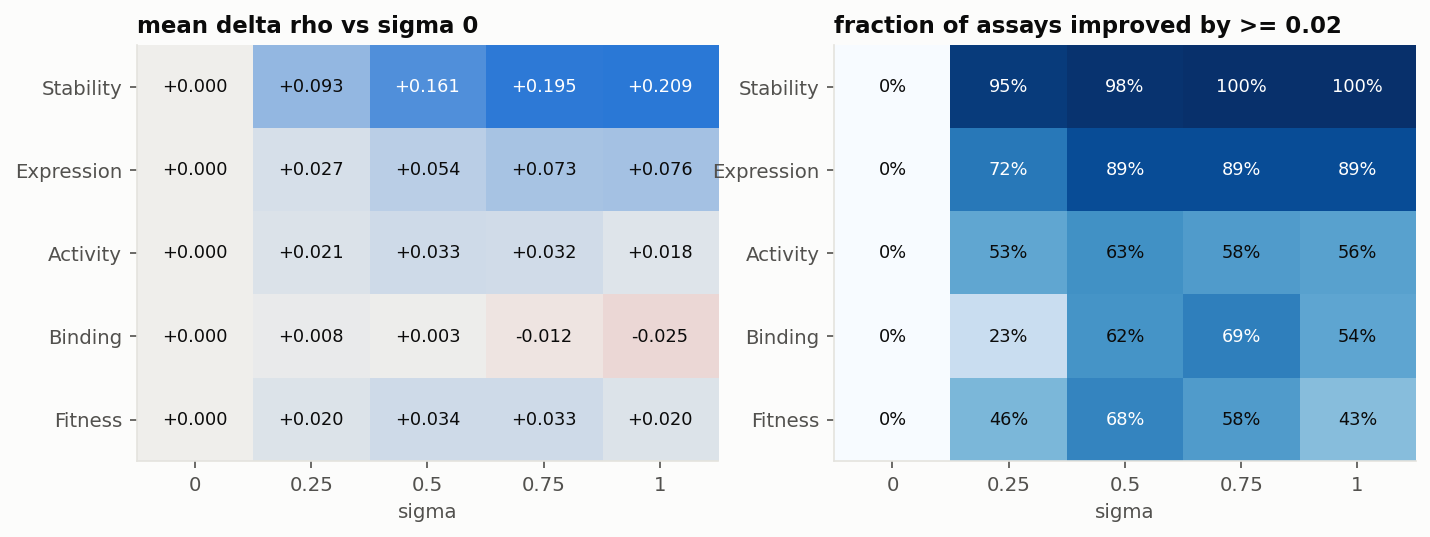 mean delta rho vs sigma 0
Stability +0.000 +0.093 +0.161 +0.195 +0.209
Expression +0.000 +0.027 +0.054 +0.073 +0.076
Activity +0.000 +0.021 +0.033 +0.032 +0.018
Binding +0.000 +0.008 +0.003 -0.012 -0.025
Fitness +0.000 +0.020 +0.034 +0.033 +0.020
0 0.25 0.5 0.75 1
sigma
fraction of assays improved by >= 0.02
Stability 0% 95% 98% 100% 100%
Expression 0% 72% 89% 89% 89%
Activity 0% 53% 63% 58% 56%
Binding 0% 23% 62% 69% 54%
Fitness 0% 46% 68% 58% 43%
0 0.25 0.5 0.75 1
sigma